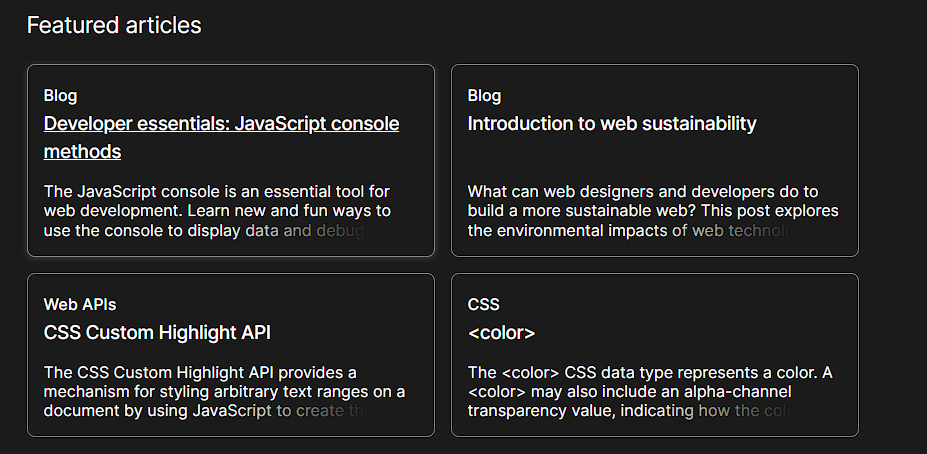 Featured articles
Blog
Developer essentials: JavaScript console
methods
The JavaScript console is an essential tool for
web development. Learn new and fun ways to
use the console to display data and debug
Blog
Introduction to web sustainability
What can web designers and developers do to
build a more sustainable web? This post explores
the environmental impacts of web technolo
Web APIs
CSS Custom Highlight API
The CSS Custom Highlight API provides a
mechanism for styling arbitrary text ranges on a
document by using JavaScript to create the
CSS
<color>
The <color> CSS data type represents a color. A
<color> may also include an alpha-channel
transparency value, indicating how the colo